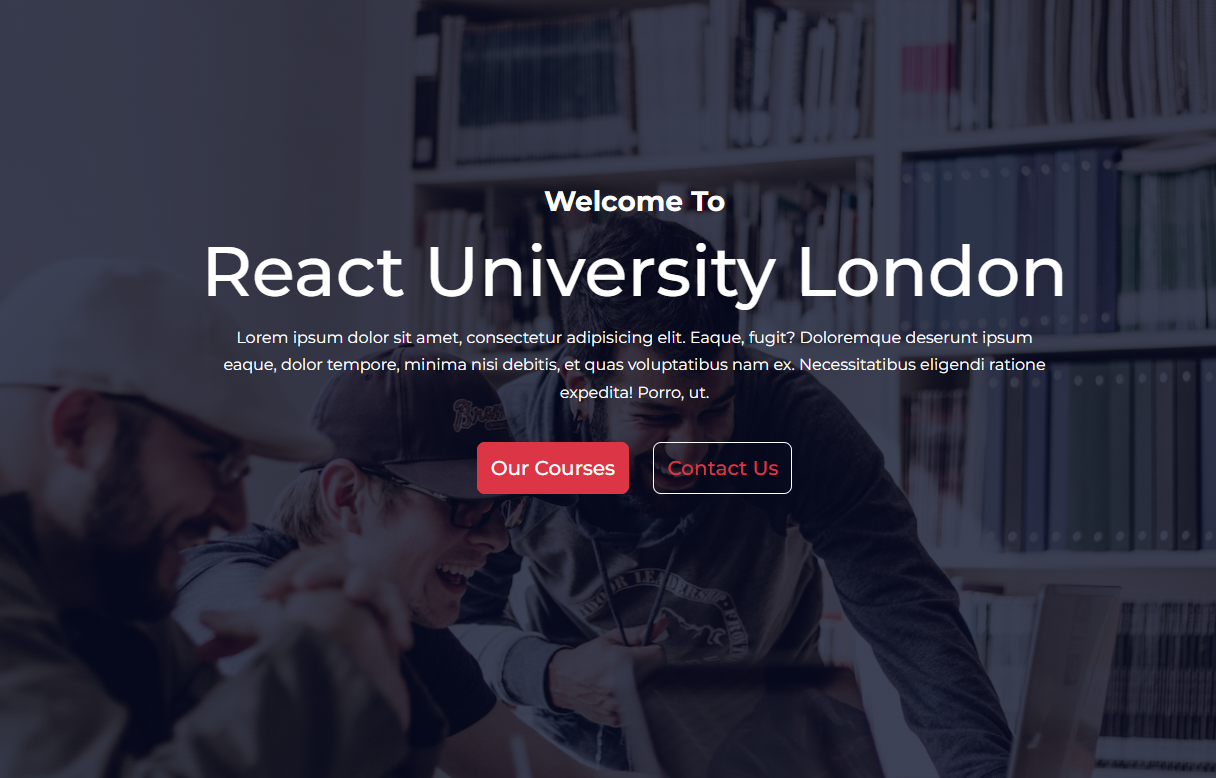 Welcome To
React University London
Lorem ipsum dolor sit amet, consectetur adipisicing elit. Eaque, fugit? Doloremque deserunt ipsum
eaque, dolor tempore, minima nisi debitis, et quas voluptatibus nam ex. Necessitatibus eligendi ratione
expedita! Porro, ut.
Our Courses
Contact Us